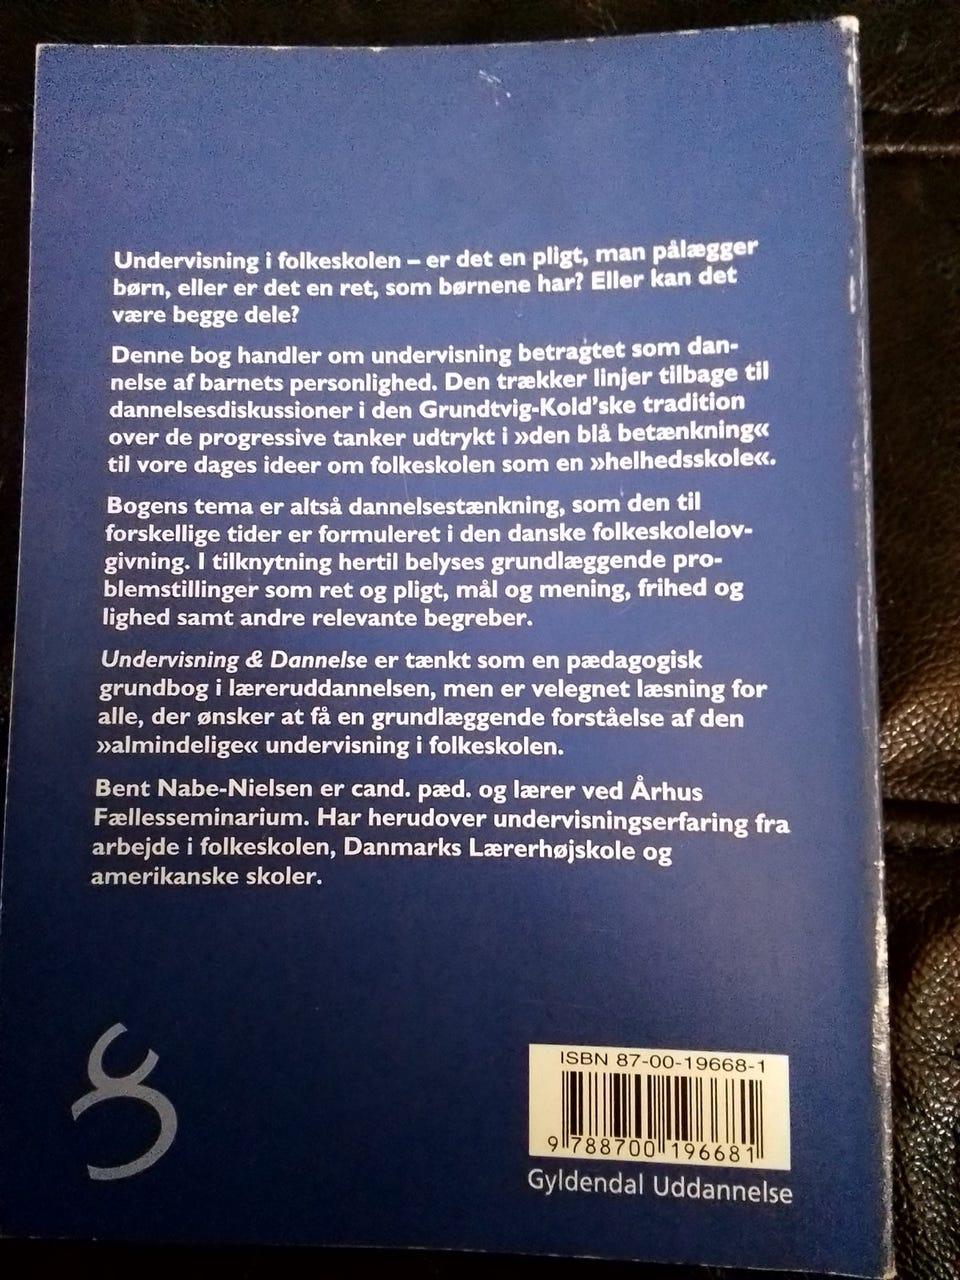 Undervisning i folkeskolen – er det en pligt, man pålægger
børn, eller er det en ret, som børnene har? Eller kan det
være begge dele?
Denne bog handler om undervisning betragtet som dan-
nelse af barnets personlighed. Den trækker linjer tilbage til
dannelsesdiskussioner i den Grundtvig-Kold'ske tradition
over de progressive tanker udtrykt i »den blå betænkning«
til vore dages ideer om folkeskolen som en »helhedsskole«.
Bogens tema er altså dannelsestænkning, som den til
forskellige tider er formuleret i den danske folkeskolelov-
givning. I tilknytning hertil belyses grundlæggende pro-
blemstillinger som ret og pligt, mål og mening, frihed og
lighed samt andre relevante begreber.
Undervisning & Dannelse er tænkt som en pædagogisk
grundbog i læreruddannelsen, men er velegnet læsning for
alle, der ønsker at få en grundlæggende forståelse af den
»almindelige« undervisning i folkeskolen.
Bent Nabe-Nielsen er cand. pæd. og lærer ved Århus
Fællesseminarium. Har herudover undervisningserfaring fra
arbejde i folkeskolen, Danmarks Lærerhøjskole og
amerikanske skoler.
ISBN 87-00-19668-1
9 788700 196681
Gyldendal Uddannelse